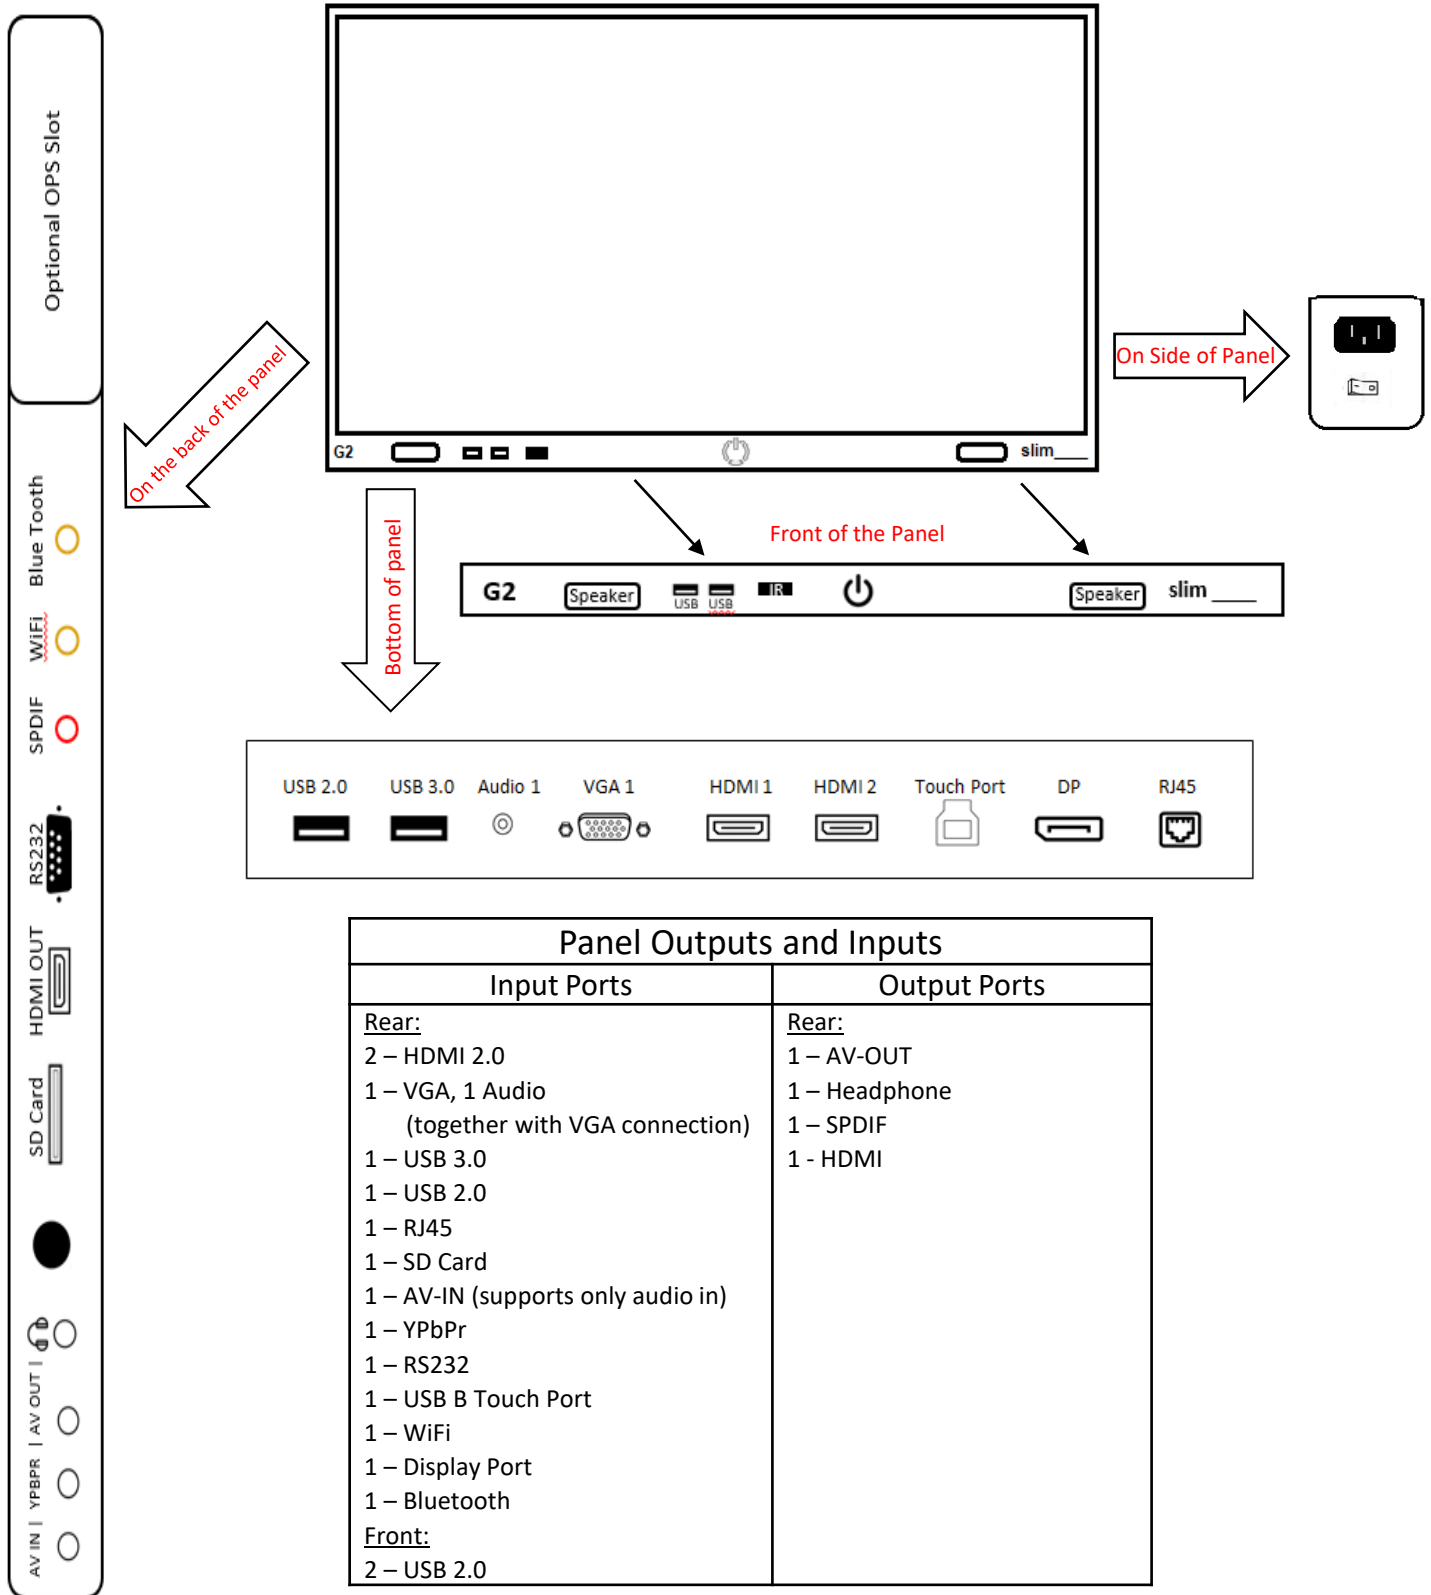 Optional OPS Slot
Blue Tooth
WiFi
SPDIF
RS232
HDMI OUT
SD Card
AV IN | YPBPR | AV OUT |
On the back of the panel
G2
slim____
On Side of Panel
Bottom of panel
Front of the Panel
G2 Speaker USB USB IR Speaker slim ____
USB 2.0 USB 3.0 Audio 1 VGA 1 HDMI 1 HDMI 2 Touch Port DP RJ45
Panel Outputs and Inputs
Input Ports
Rear:
2 – HDMI 2.0
1 – VGA, 1 Audio
(together with VGA connection)
1 – USB 3.0
1 – USB 2.0
1 – RJ45
1 – SD Card
1 – AV-IN (supports only audio in)
1 – YPbPr
1 – RS232
1 – USB B Touch Port
1 – WiFi
1 – Display Port
1 – Bluetooth
Front:
2 – USB 2.0
Output Ports
Rear:
1 – AV-OUT
1 – Headphone
1 – SPDIF
1 - HDMI